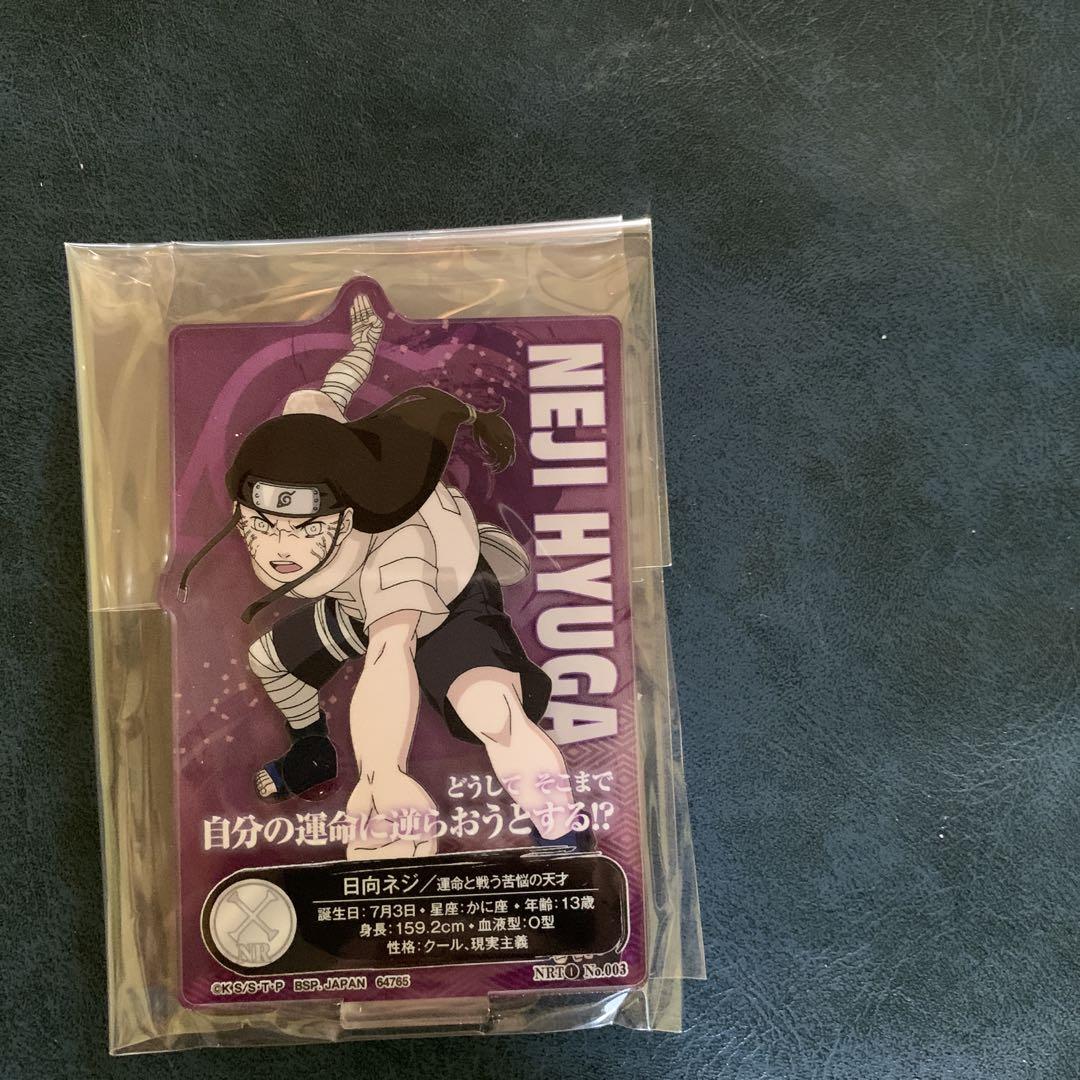 NEJI HYUGA
どうして そこまで
自分の運命に逆らおうとする!?
日向ネジ/運命と戦う苦悩の天才
誕生日:7月3日・星座:かに座・年齢:13歳
身長:159.2cm・血液型:O型
性格:クール、現実主義
NR
NRT① No.003
©K S/S・T・P BSP. JAPAN 64765